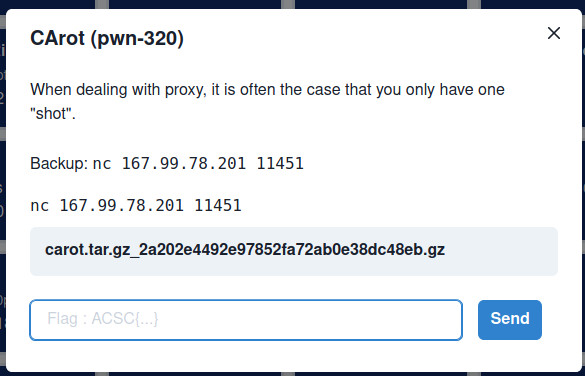 CArot (pwn-320)
When dealing with proxy, it is often the case that you only have one
"shot".
Backup: nc 167.99.78.201 11451
nc 167.99.78.201 11451
carot.tar.gz_2a202e4492e97852fa72ab0e38dc48eb.gz
Flag : ACSC{...}
Send